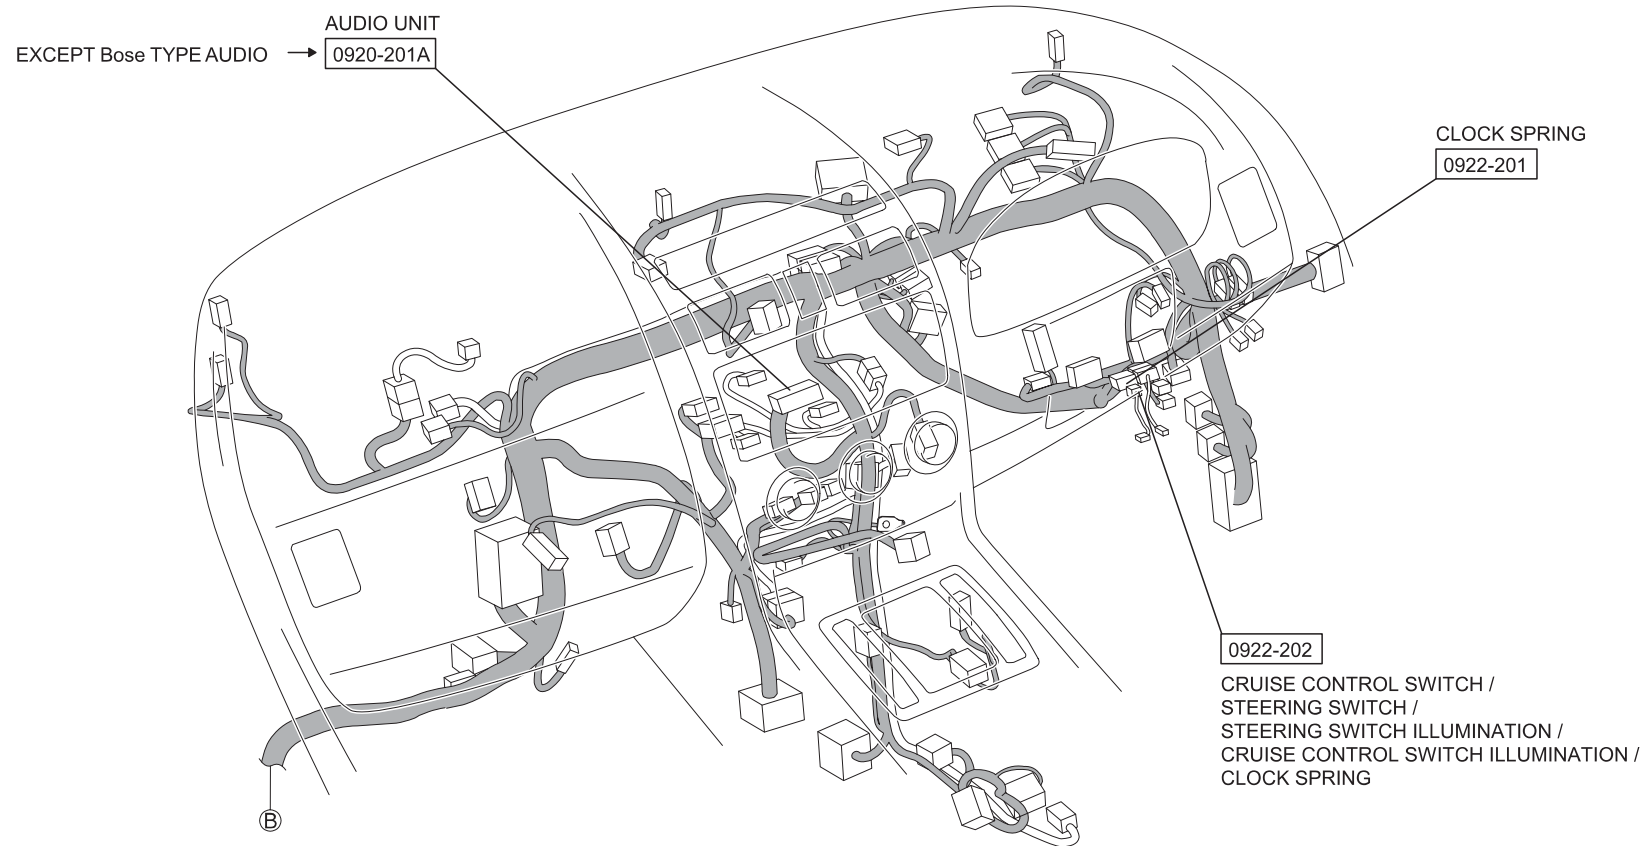 AUDIO UNIT
EXCEPT Bose TYPE AUDIO → 0920-201A
CLOCK SPRING
0922-201
0922-202
CRUISE CONTROL SWITCH /
STEERING SWITCH /
STEERING SWITCH ILLUMINATION /
CRUISE CONTROL SWITCH ILLUMINATION /
CLOCK SPRING
B